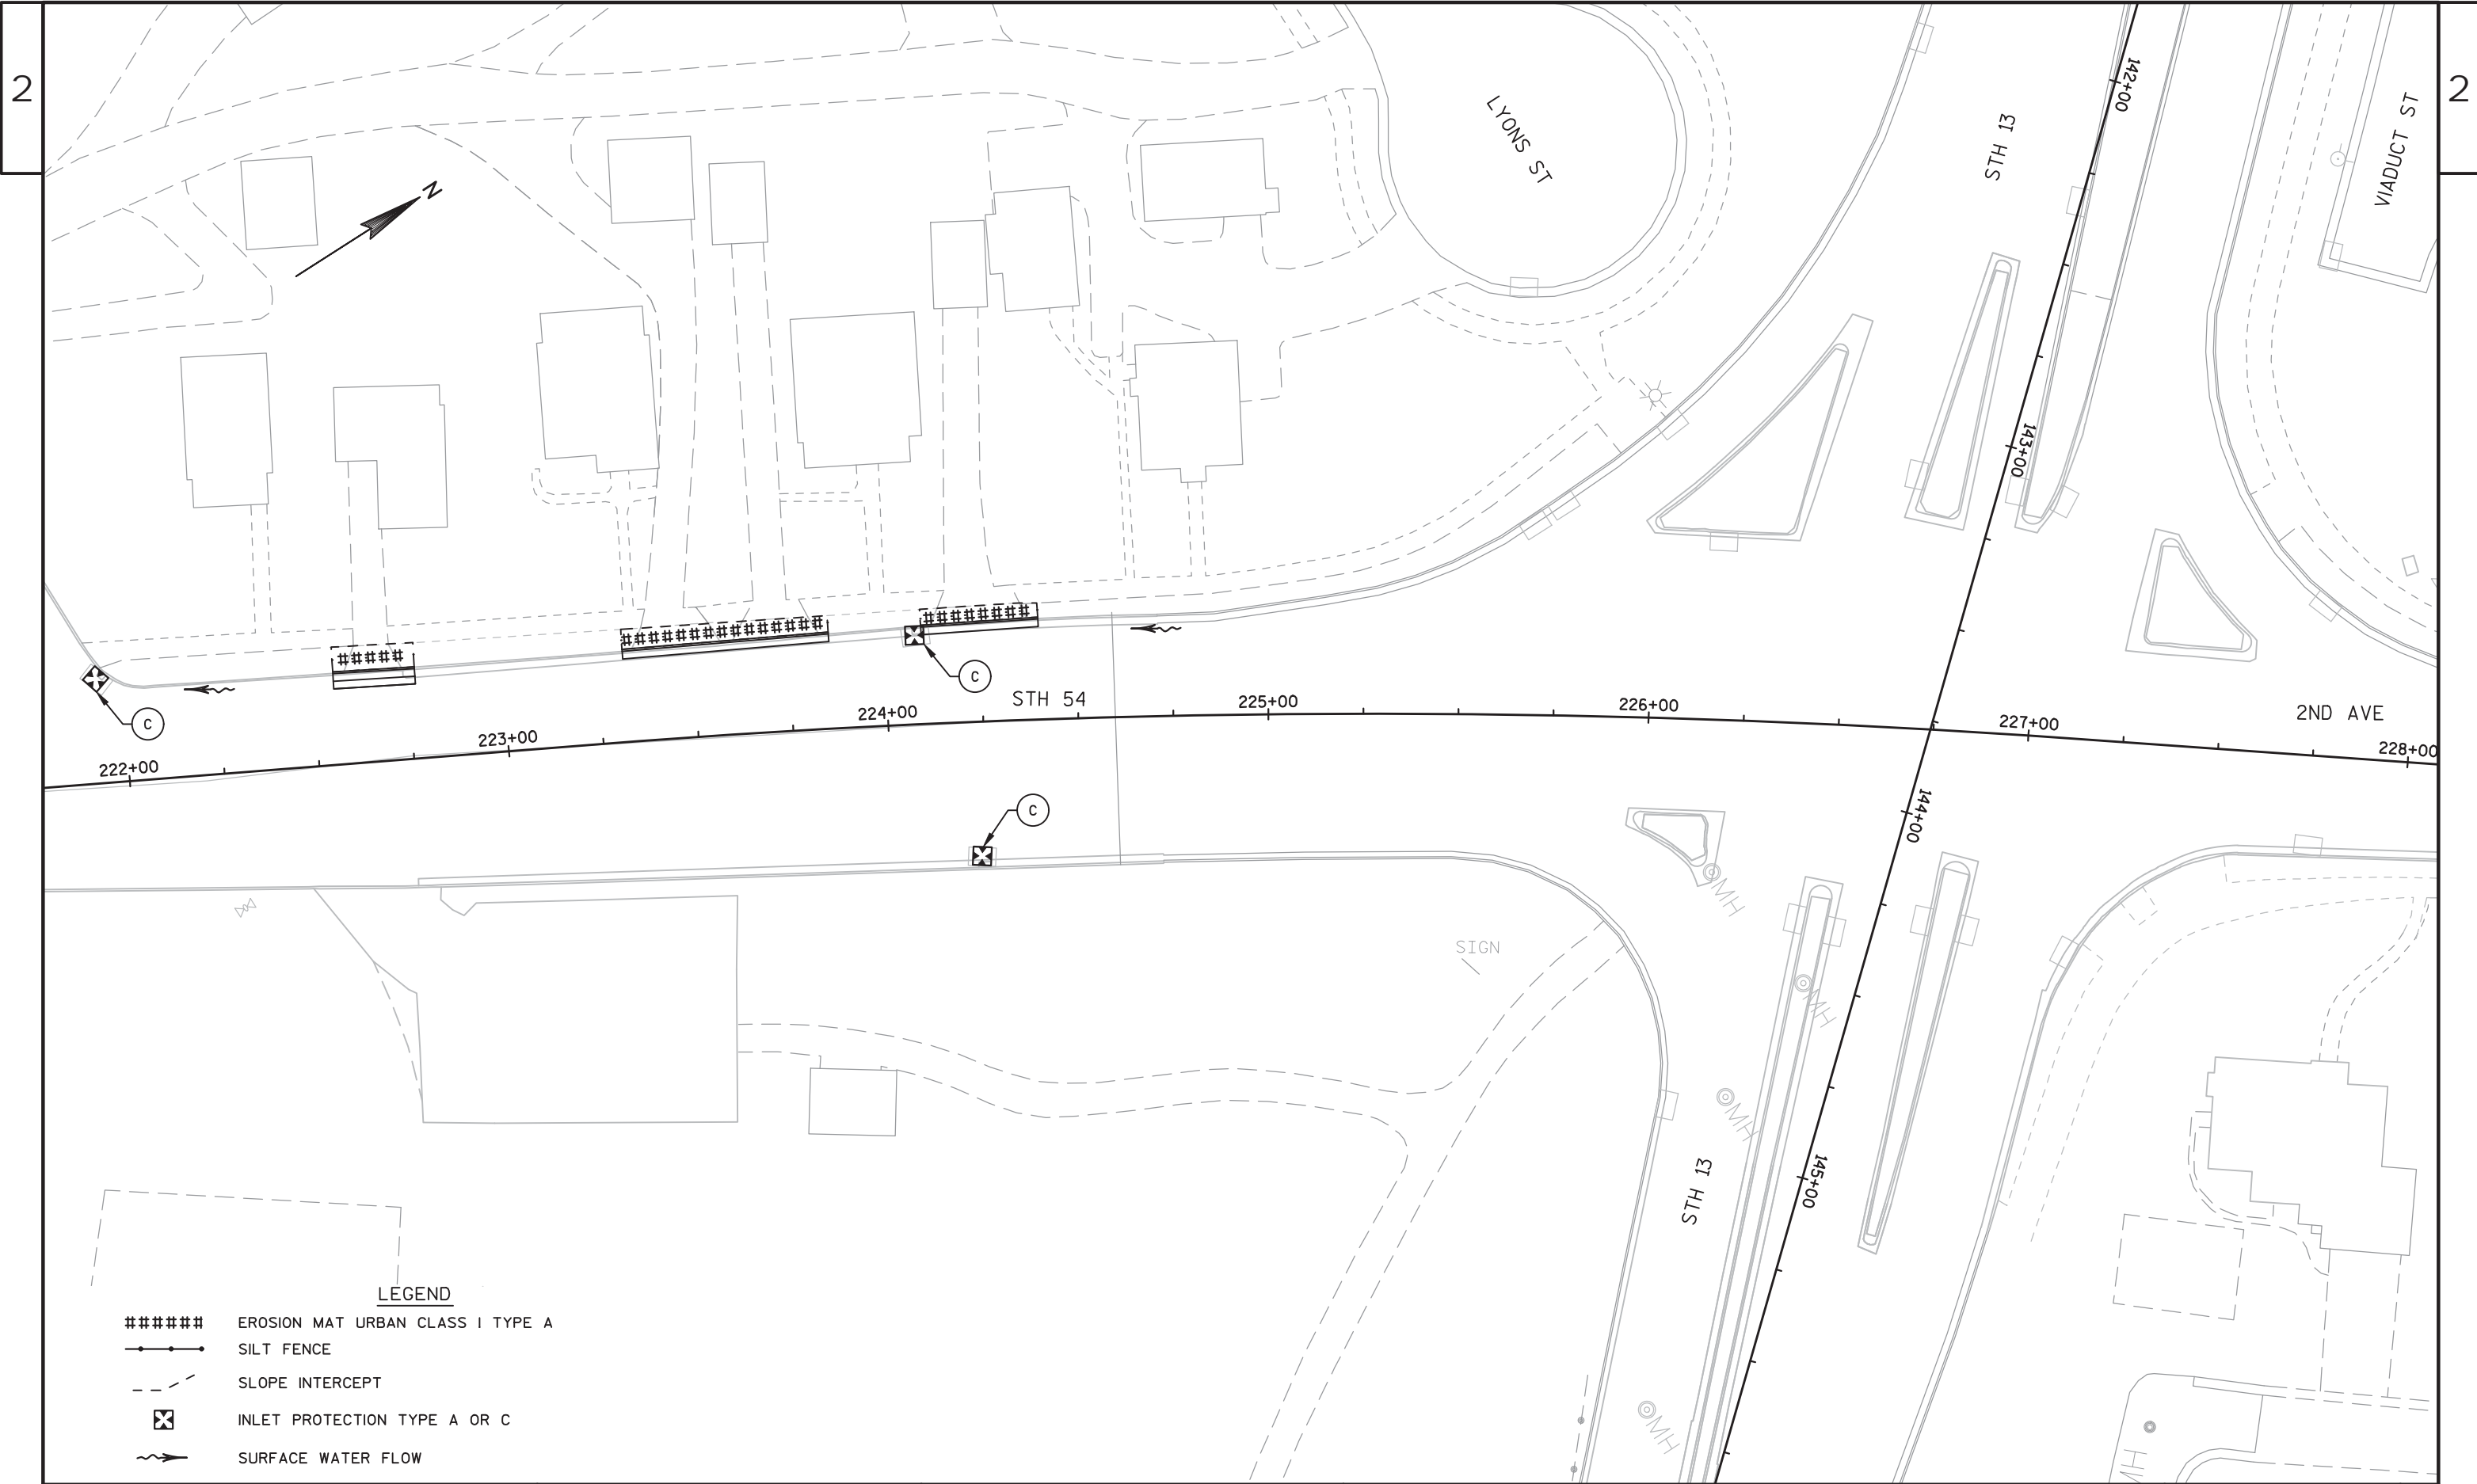 2
2
N
LYONS ST
STH 13
142+00
VIADUCT ST
143+00
C
C
STH 54
222+00
223+00
224+00
225+00
226+00
227+00
228+00
2ND AVE
C
144+00
MH
SIGN
MH
MH
STH 13
145+00
MH
MH
LEGEND
EROSION MAT URBAN CLASS I TYPE A
SILT FENCE
SLOPE INTERCEPT
INLET PROTECTION TYPE A OR C
SURFACE WATER FLOW